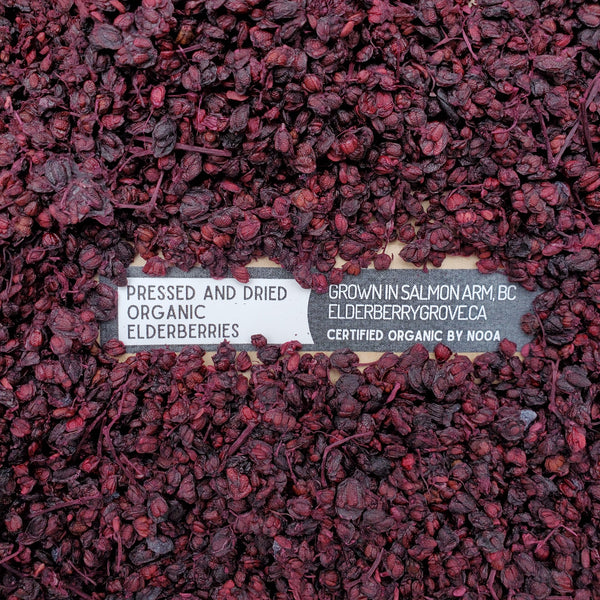 PRESSED AND DRIED
ORGANIC
ELDERBERRIES
GROWN IN SALMON ARM, BC
ELDERBERRYGROVE.CA
CERTIFIED ORGANIC BY NOOA